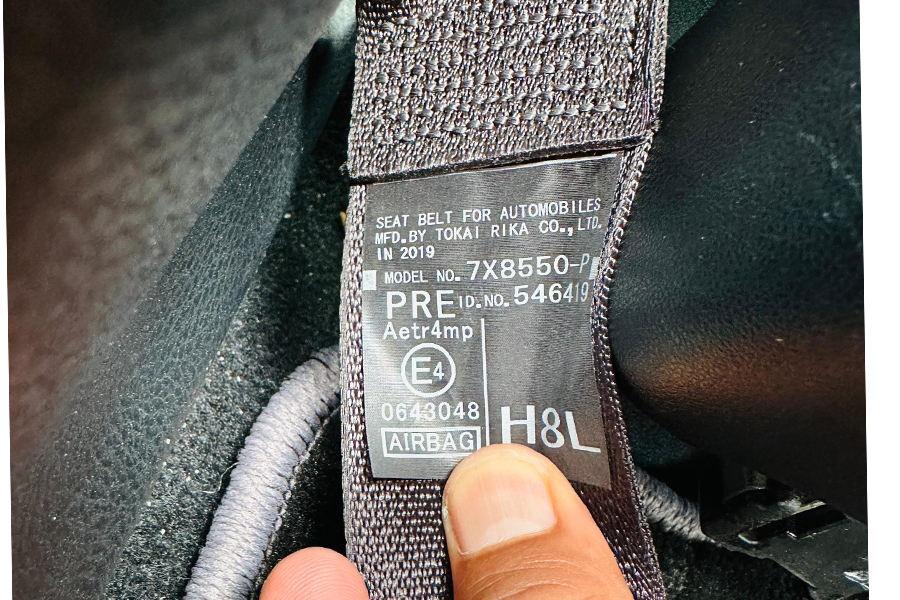 SEAT BELT FOR AUTOMOBILES
MFD.BY TOKAI RIKA CO.,LTD.
IN 2019
MODEL NO. 7X8550-P
PRE ID.NO. 546419
Aetr4mp
E4
0643048
AIRBAG
H8L